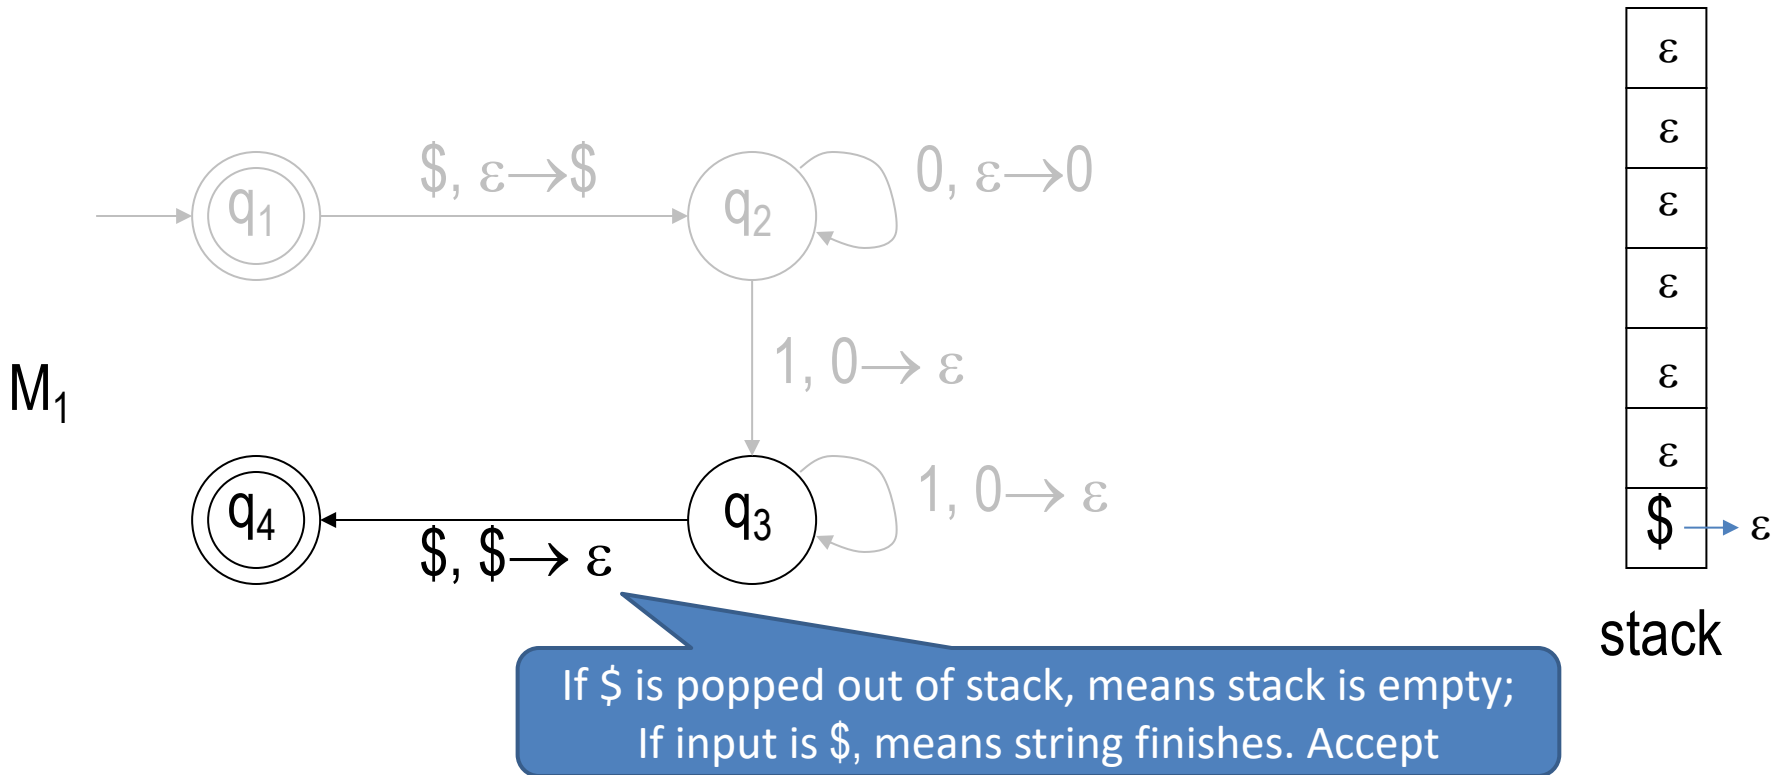 q₁
$, ε→$
q₂
0, ε→0
1, 0→ ε
M₁
q₄
$, $→ ε
q₃
1, 0→ ε
ε
ε
ε
ε
ε
ε
$ → ε
stack
If $ is popped out of stack, means stack is empty;
If input is $, means string finishes. Accept